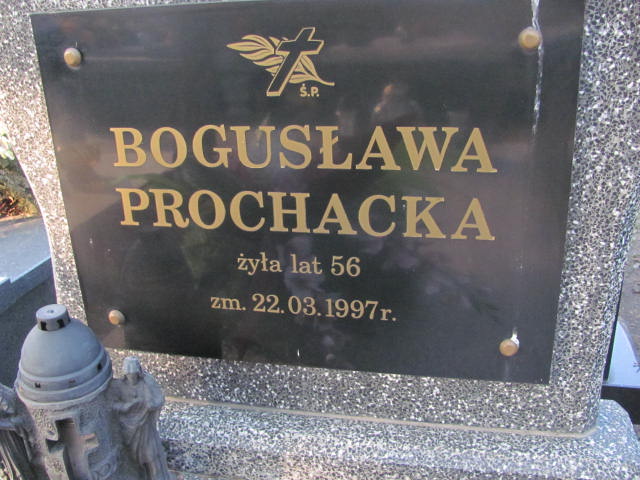 Ś.P.
BOGUSŁAWA
PROCHACKA
żyła lat 56
zm. 22.03.1997r.